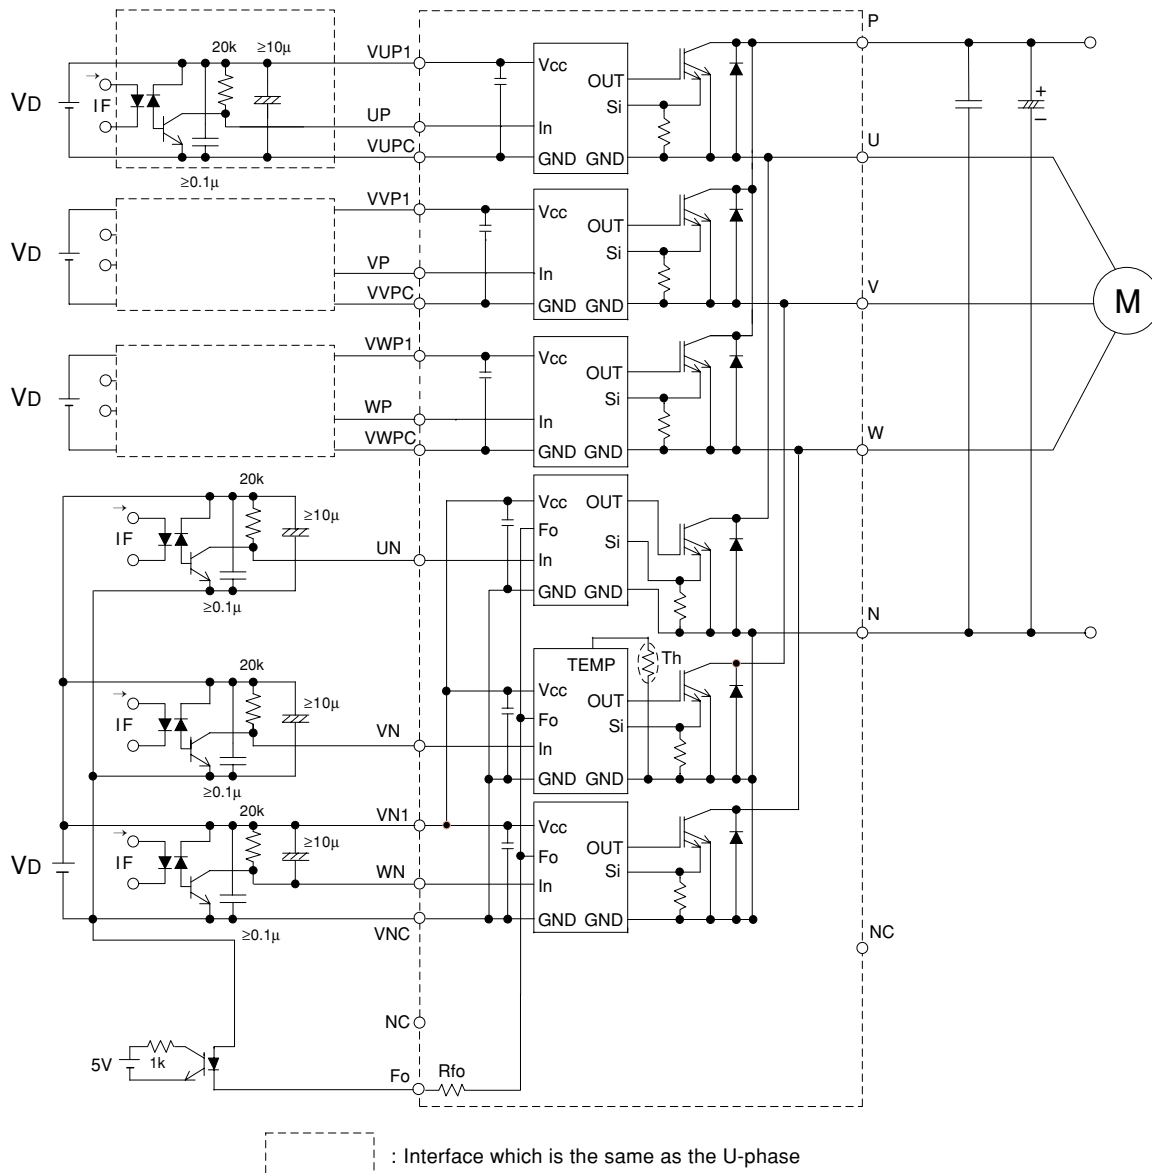 P
20k
≥10µ
VUP1
Vcc
OUT
Si
VD
IF
+
–
UP
In
U
VUPC
GND GND
≥0.1µ
VVP1
Vcc
OUT
Si
VD
VP
In
V
VVPC
GND GND
M
VWP1
Vcc
OUT
Si
VD
WP
In
W
VWPC
GND GND
20k
≥10µ
Vcc OUT
Fo
Si
IF
UN
In
GND GND
≥0.1µ
N
20k
TEMP
Th
≥10µ
Vcc
OUT
Fo
Si
IF
VN
In
GND GND
≥0.1µ
20k
VN1
Vcc
≥10µ
OUT
Fo
Si
VD
IF
WN
In
GND GND
VNC
≥0.1µ
NC
NC
5V
1k
Fo
Rfo
: Interface which is the same as the U-phase